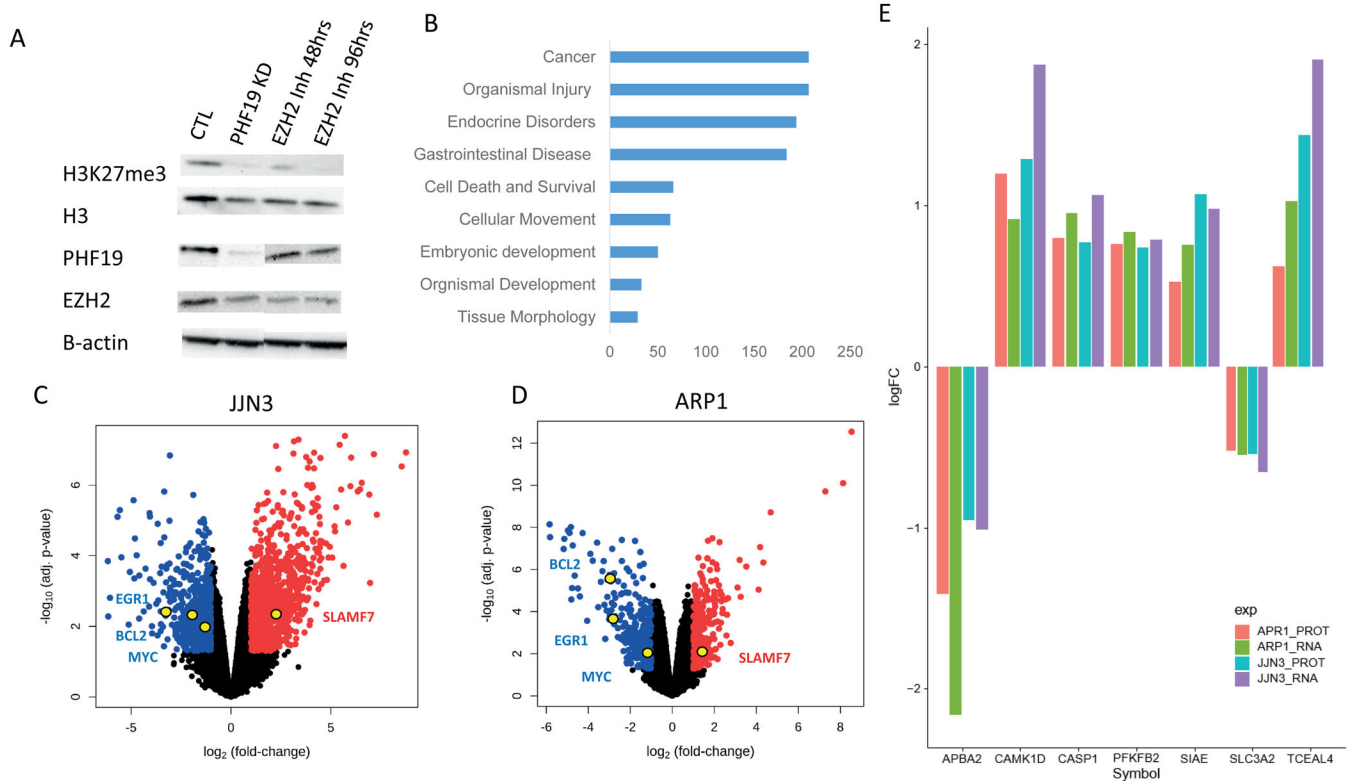 A
CTL
PHF19 KD
EZH2 Inh 48hrs
EZH2 Inh 96hrs
H3K27me3
H3
PHF19
EZH2
B-actin
B
Cancer
Organismal Injury
Endocrine Disorders
Gastrointestinal Disease
Cell Death and Survival
Cellular Movement
Embryonic development
Orgnismal Development
Tissue Morphology
0 50 100 150 200 250
C
JJN3
-log10 (adj. p-value)
6
4
2
0
EGR1
BCL2
MYC
SLAMF7
-5 0 5
log2 (fold-change)
D
ARP1
-log10 (adj. p-value)
12
10
8
6
4
2
0
BCL2
EGR1
MYC
SLAMF7
-6 -4 -2 0 2 4 6 8
log2 (fold-change)
E
logFC
2
1
0
−1
−2
exp
APR1_PROT
ARP1_RNA
JJN3_PROT
JJN3_RNA
APBA2 CAMK1D CASP1 PFKFB2 SIAE SLC3A2 TCEAL4
Symbol